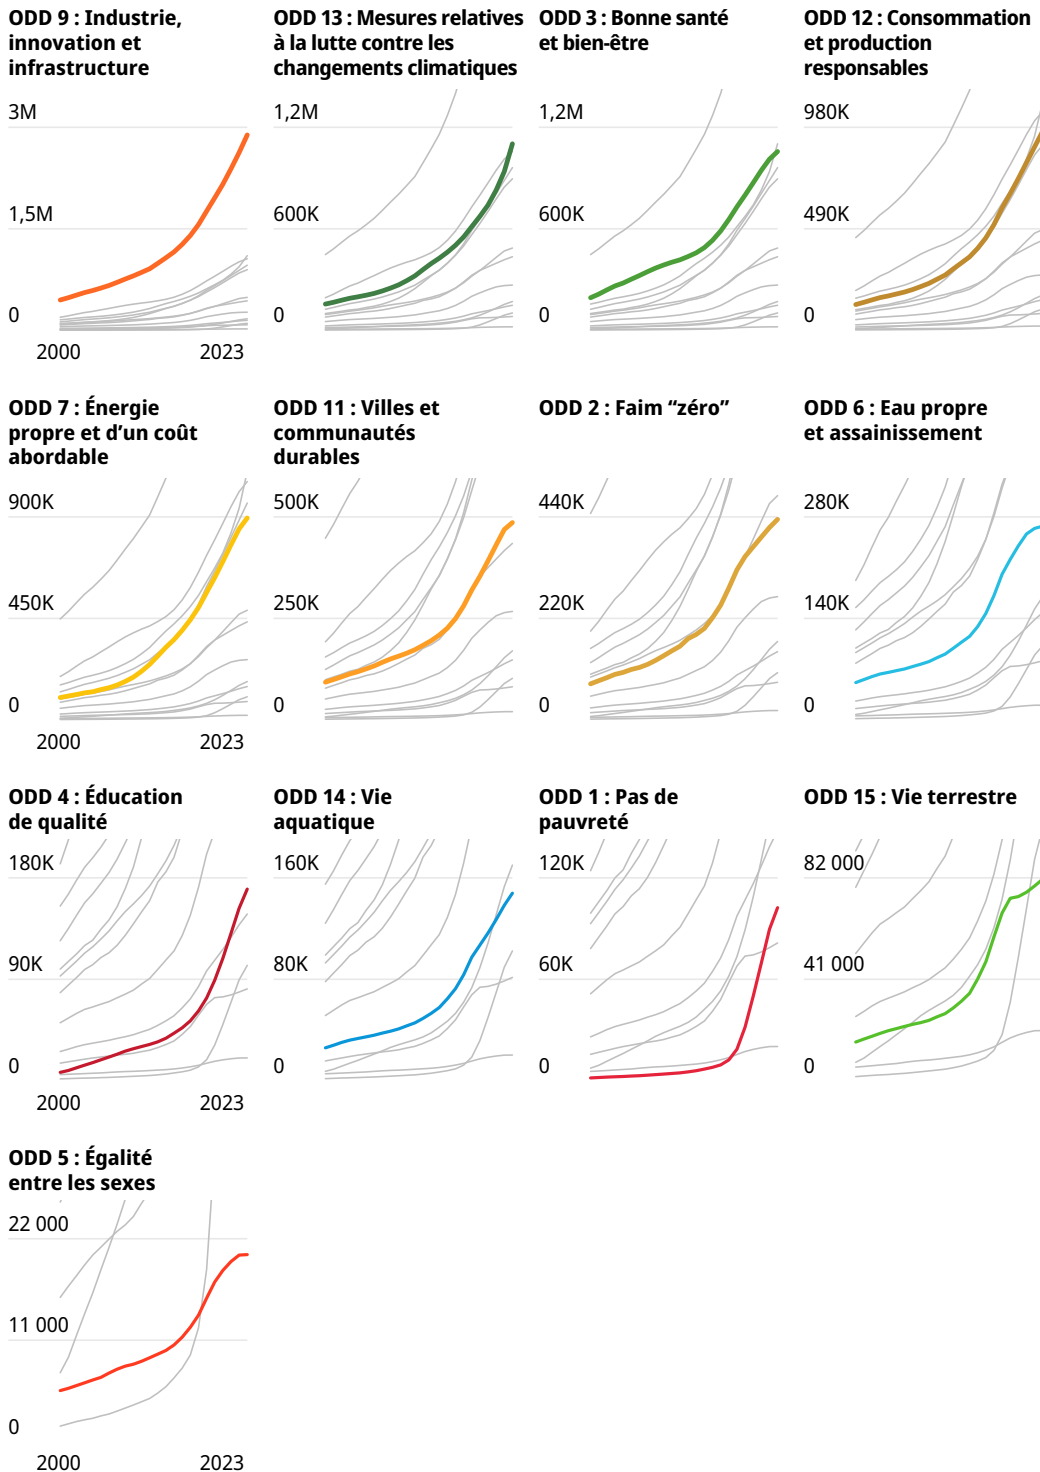 ODD 9 : Industrie,
innovation et
infrastructure
3M
1,5M
0
2000
2023
ODD 13 : Mesures relatives
à la lutte contre les
changements climatiques
1,2M
600K
0
ODD 3 : Bonne santé
et bien-être
1,2M
600K
0
ODD 12 : Consommation
et production
responsables
980K
490K
0
ODD 7 : Énergie
propre et d’un coût
abordable
900K
450K
0
2000
2023
ODD 11 : Villes et
communautés
durables
500K
250K
0
ODD 2 : Faim “zéro”
440K
220K
0
ODD 6 : Eau propre
et assainissement
280K
140K
0
ODD 4 : Éducation
de qualité
180K
90K
0
2000
2023
ODD 14 : Vie
aquatique
160K
80K
0
ODD 1 : Pas de
pauvreté
120K
60K
0
ODD 15 : Vie terrestre
82 000
41 000
0
ODD 5 : Égalité
entre les sexes
22 000
11 000
0
2000
2023